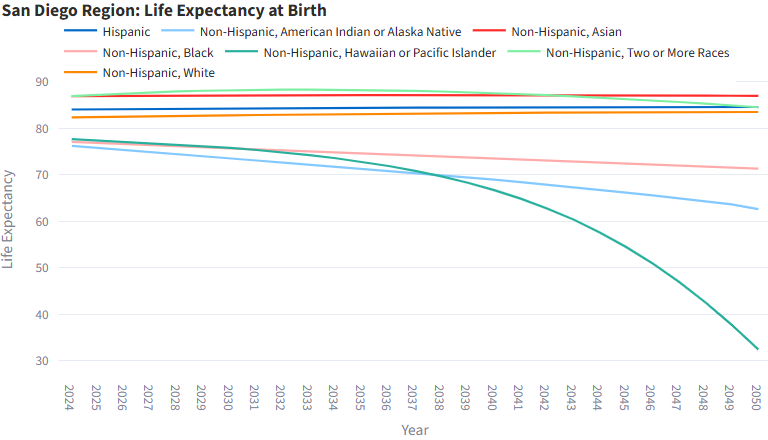 San Diego Region: Life Expectancy at Birth
Hispanic Non-Hispanic, American Indian or Alaska Native Non-Hispanic, Asian
Non-Hispanic, Black Non-Hispanic, Hawaiian or Pacific Islander Non-Hispanic, Two or More Races
Non-Hispanic, White
90
80
70
60
50
40
30
Life Expectancy
2024 2025 2026 2027 2028 2029 2030 2031 2032 2033 2034 2035 2036 2037 2038 2039 2040 2041 2042 2043 2044 2045 2046 2047 2048 2049 2050
Year